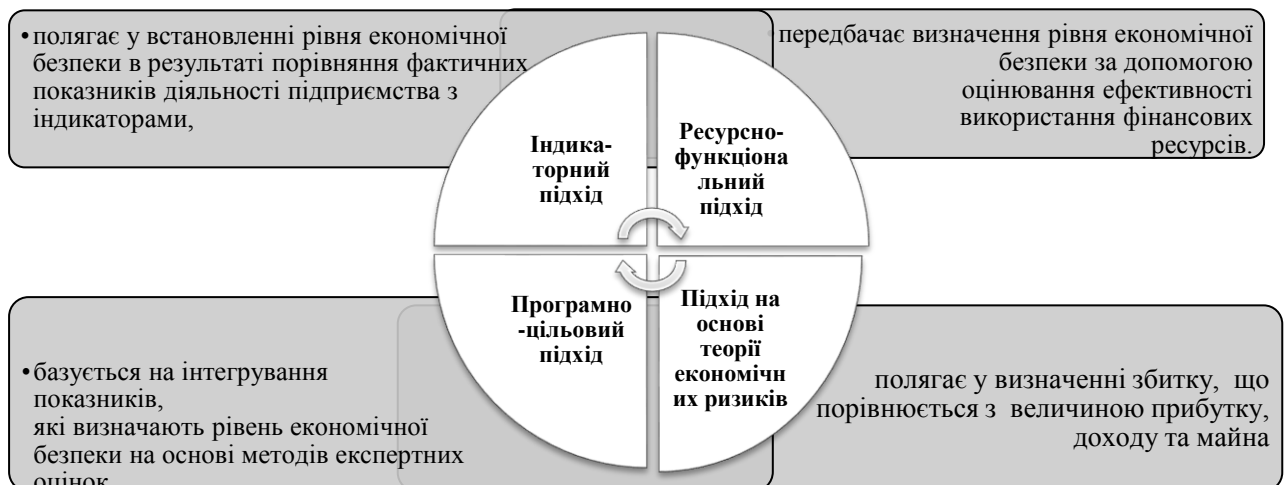 •полягає у встановленні рівня економічної
безпеки в результаті порівняння фактичних
показників діяльності підприємства з
індикаторами,
передбачає визначення рівня економічної
безпеки за допомогою
оцінювання ефективності
використання фінансових
ресурсів.
Індика-
торний
підхід
Ресурсно-
функціона
льний
підхід
Програмно
-цільовий
підхід
Підхід на
основі
теорії
економічн
их ризиків
•базується на інтегрування
показників,
які визначають рівень економічної
безпеки на основі методів експертних
оцінок
полягає у визначенні збитку, що
порівнюється з величиною прибутку,
доходу та майна